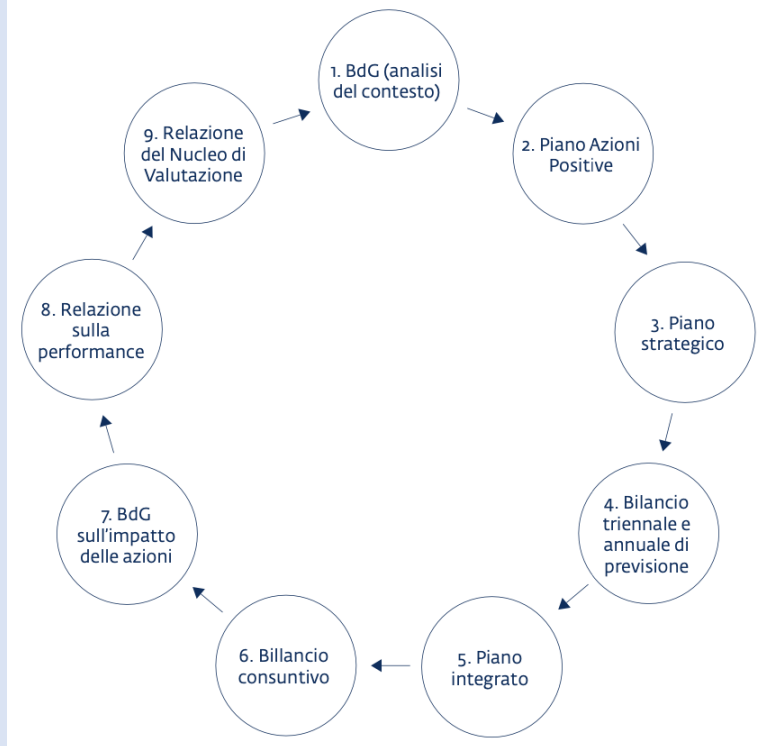 1. BdG (analisi
del contesto)
2. Piano Azioni
Positive
3. Piano
strategico
4. Bilancio
triennale e
annuale di
previsione
5. Piano
integrato
6. Billancio
consuntivo
7. BdG
sull'impatto
delle azioni
8. Relazione
sulla
performance
9. Relazione
del Nucleo di
Valutazione